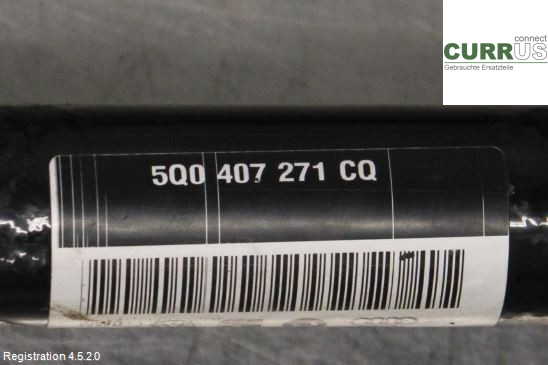 connect
CURRUS
Gebrauchte Ersatzteile
5Q0 407 271 CQ
Registration 4.5.2.0